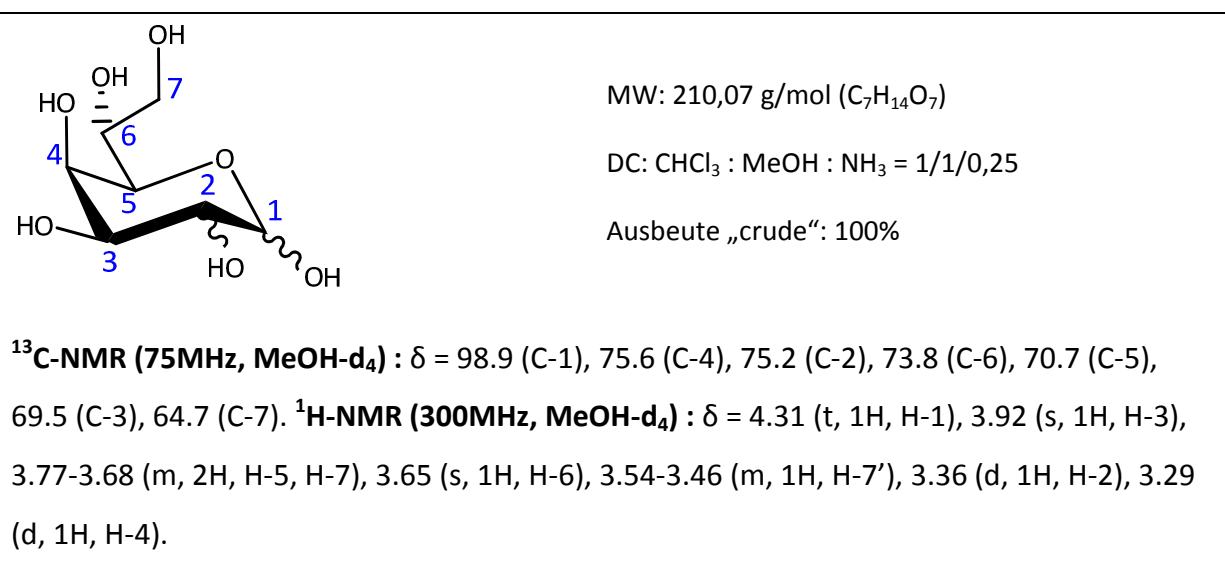 OH
OH
7
HO
6
4
O
2
5
1
HO
3
HO
OH
MW: 210,07 g/mol (C₇H₁₄O₇)
DC: CHCl₃ : MeOH : NH₃ = 1/1/0,25
Ausbeute „crude“: 100%
¹³C-NMR (75MHz, MeOH-d₄) : δ = 98.9 (C-1), 75.6 (C-4), 75.2 (C-2), 73.8 (C-6), 70.7 (C-5),
69.5 (C-3), 64.7 (C-7). ¹H-NMR (300MHz, MeOH-d₄) : δ = 4.31 (t, 1H, H-1), 3.92 (s, 1H, H-3),
3.77-3.68 (m, 2H, H-5, H-7), 3.65 (s, 1H, H-6), 3.54-3.46 (m, 1H, H-7’), 3.36 (d, 1H, H-2), 3.29
(d, 1H, H-4).